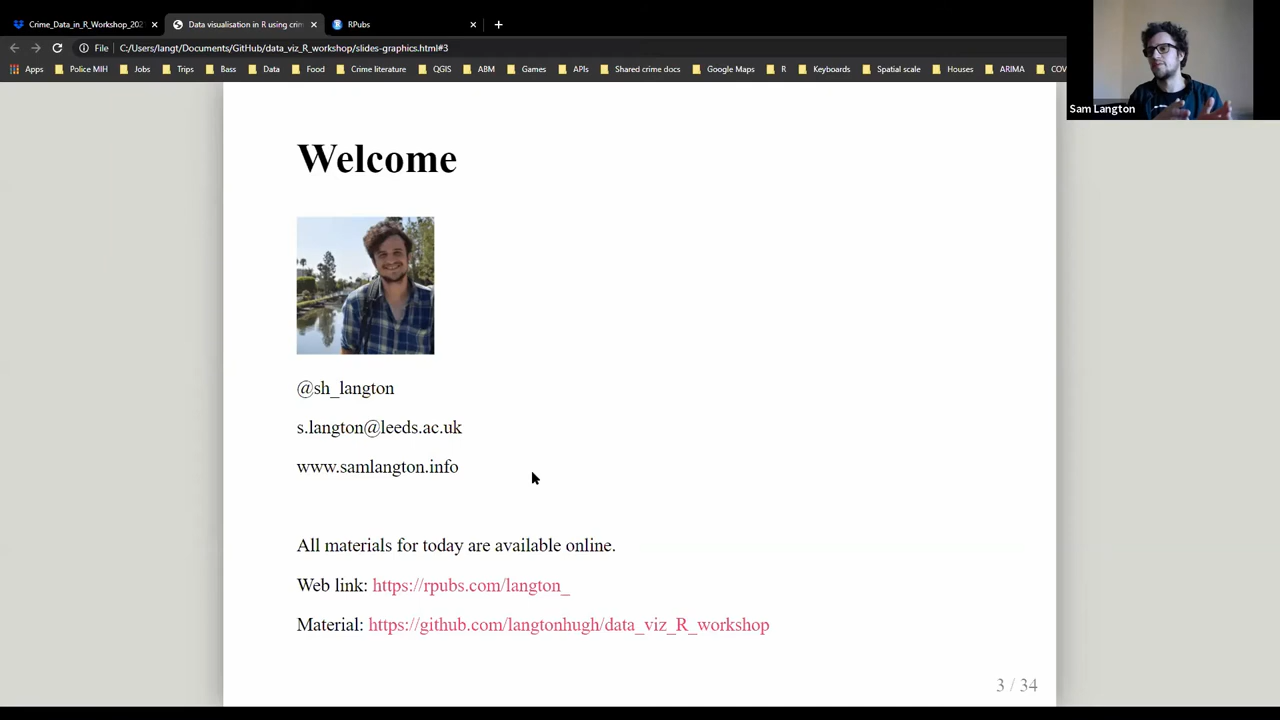 Crime_Data_in_R_Workshop_202
Data visualisation in R using crim
RPubs
File
C:/Users/langt/Documents/GitHub/data_viz_R_workshop/slides-graphics.html#3
Apps Police MIH Jobs Trips Bass Data Food Crime literature QGIS ABM Games APIs Shared crime docs Google Maps R Keyboards Spatial scale Houses ARIMA COV
Sam Langton
Welcome
@sh_langton
s.langton@leeds.ac.uk
www.samlangton.info
All materials for today are available online.
Web link: https://rpubs.com/langton_
Material: https://github.com/langtonhugh/data_viz_R_workshop
3 / 34